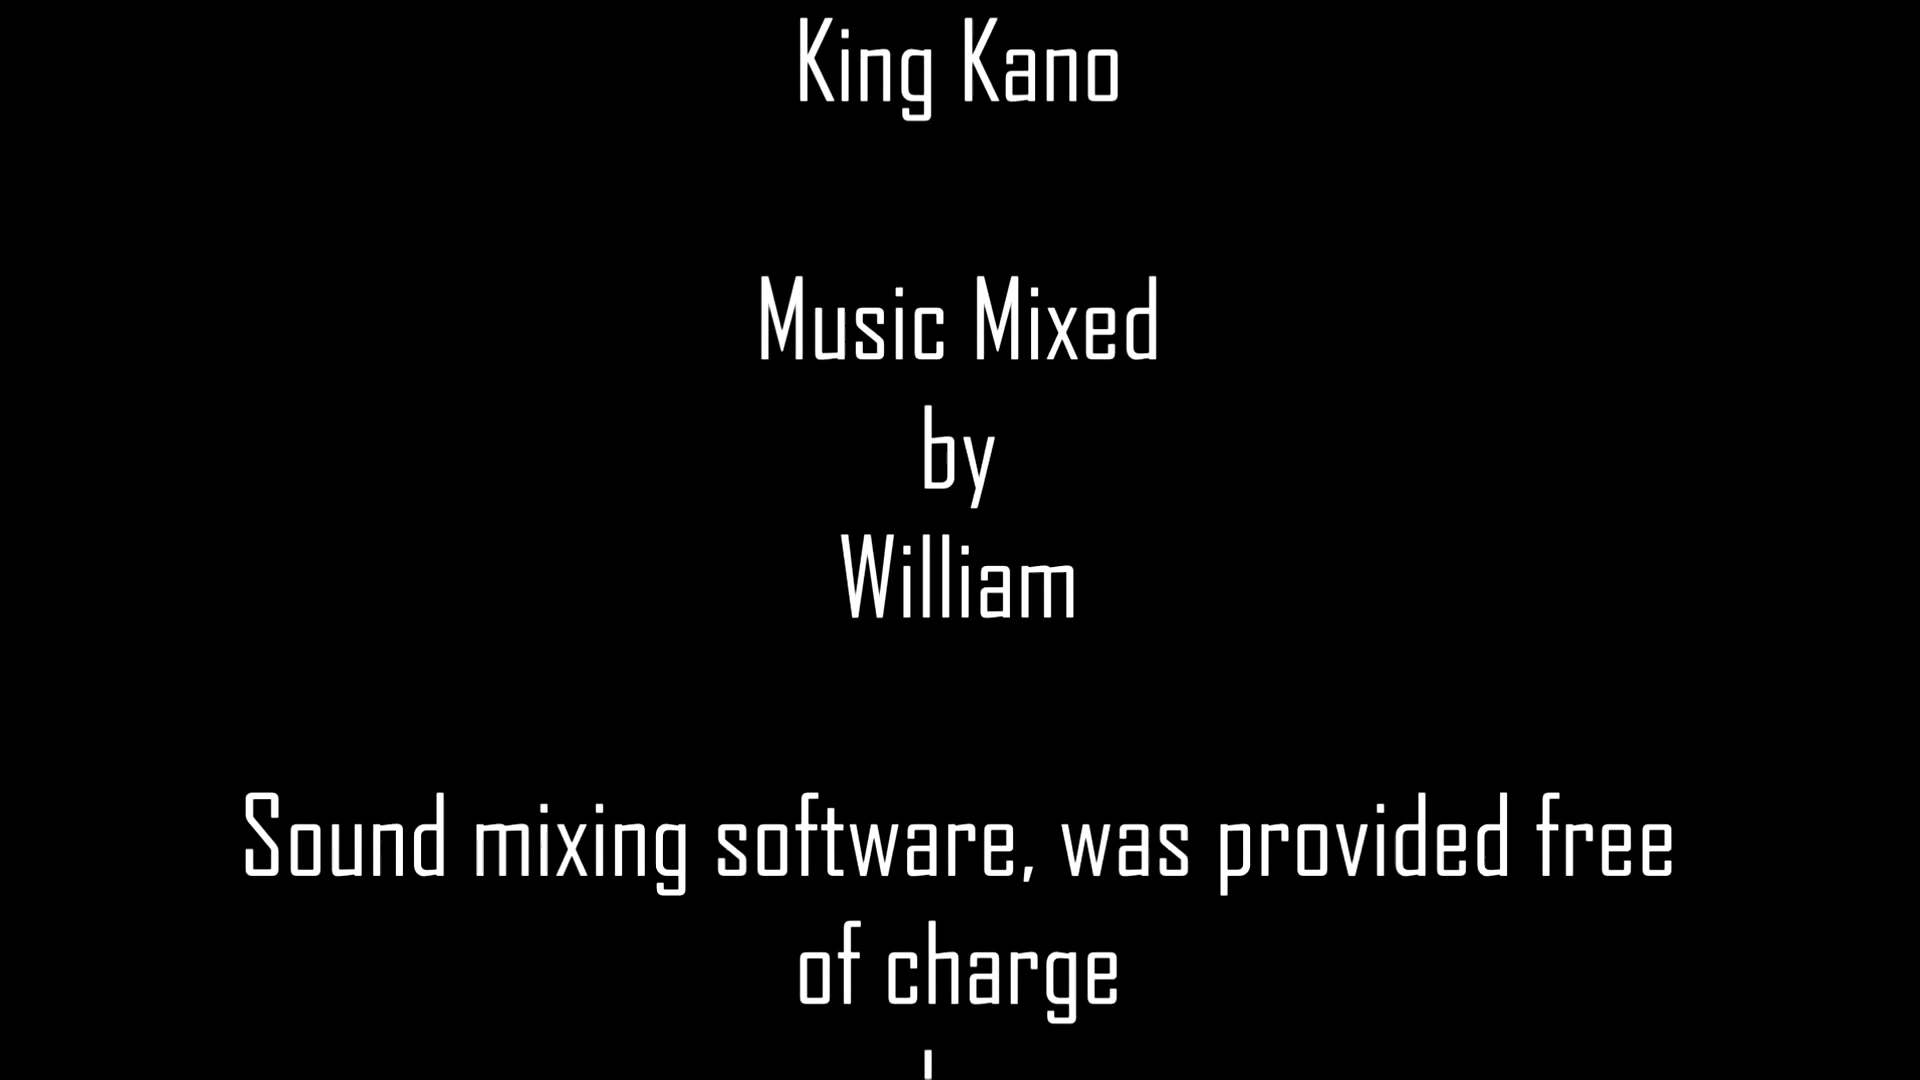 King Kano
Music Mixed
by
William
Sound mixing software, was provided free
of charge